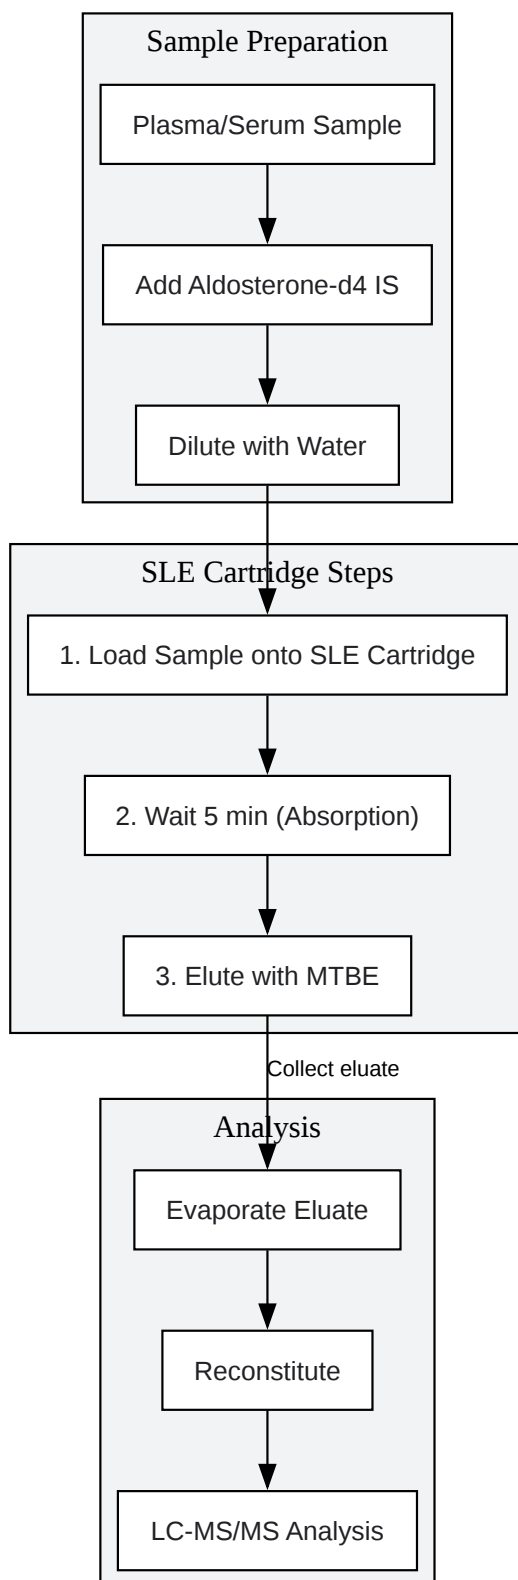 Sample Preparation
Plasma/Serum Sample
Add Aldosterone-d4 IS
Dilute with Water
SLE Cartridge Steps
1. Load Sample onto SLE Cartridge
2. Wait 5 min (Absorption)
3. Elute with MTBE
Collect eluate
Analysis
Evaporate Eluate
Reconstitute
LC-MS/MS Analysis